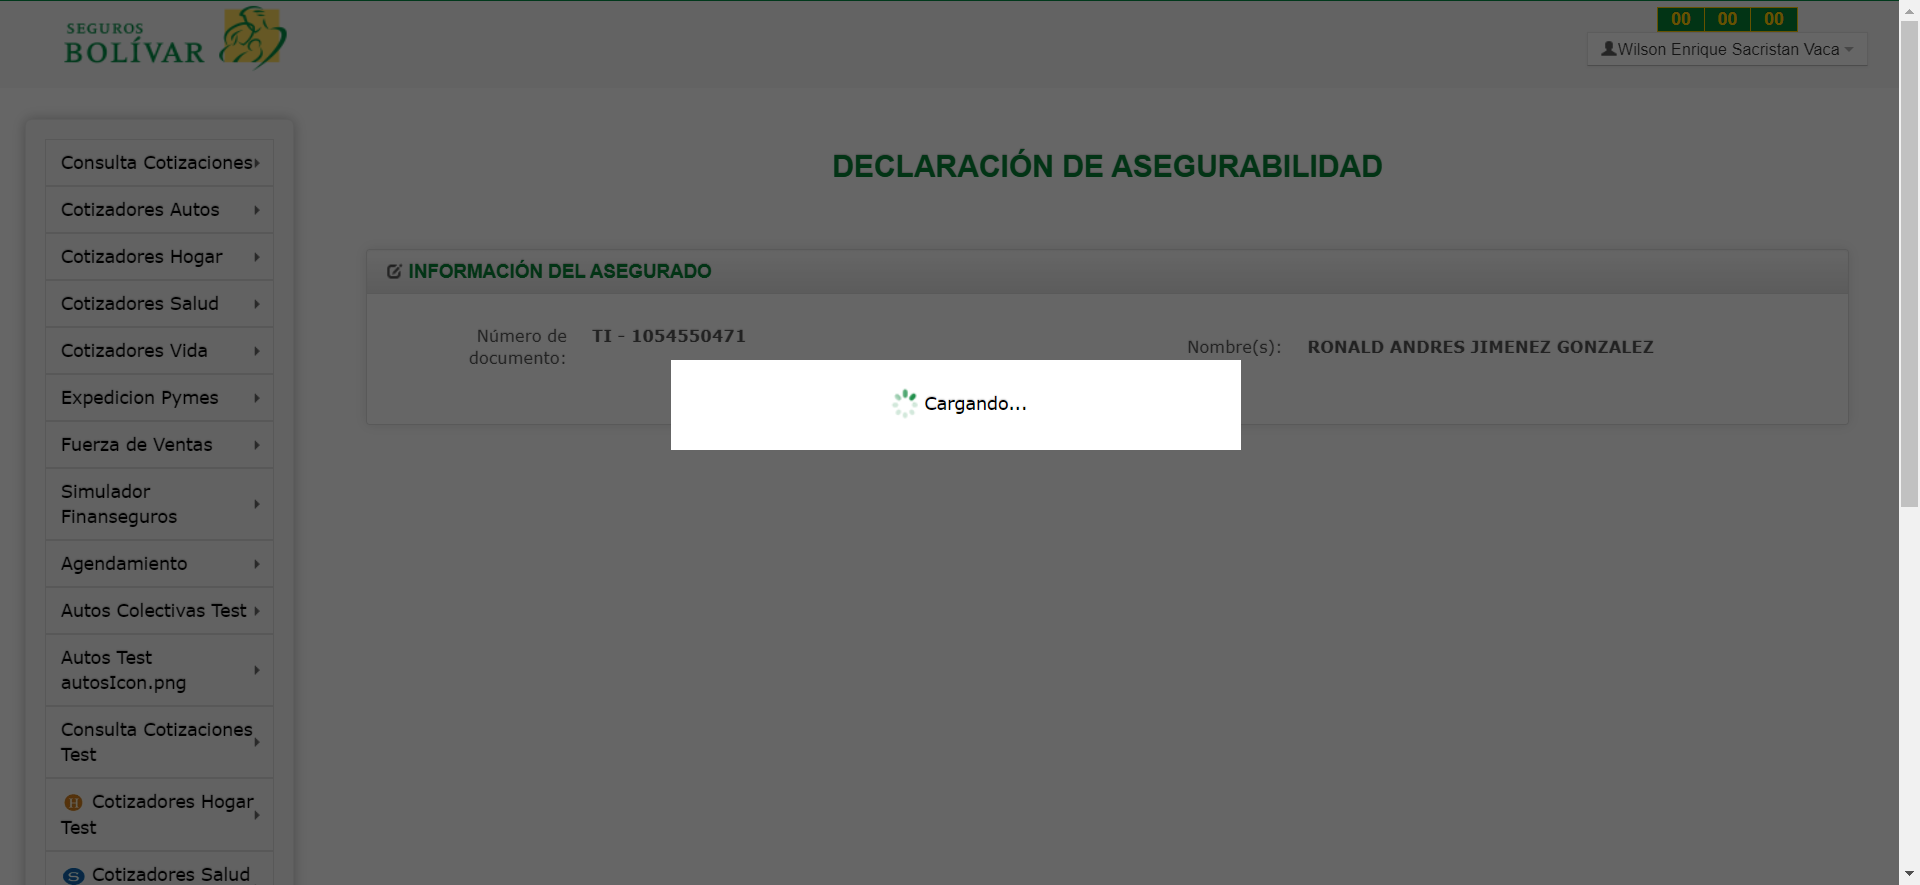 SEGUROS
BOLÍVAR
00 00 00
Wilson Enrique Sacristan Vaca
Consulta Cotizaciones
Cotizadores Autos
Cotizadores Hogar
Cotizadores Salud
Cotizadores Vida
Expedicion Pymes
Fuerza de Ventas
Simulador
Finanseguros
Agendamiento
Autos Colectivas Test
Autos Test
autosIcon.png
Consulta Cotizaciones
Test
H Cotizadores Hogar
Test
S Cotizadores Salud
DECLARACIÓN DE ASEGURABILIDAD
INFORMACIÓN DEL ASEGURADO
Número de
documento:
TI - 1054550471
Nombre(s):
RONALD ANDRES JIMENEZ GONZALEZ
Cargando...